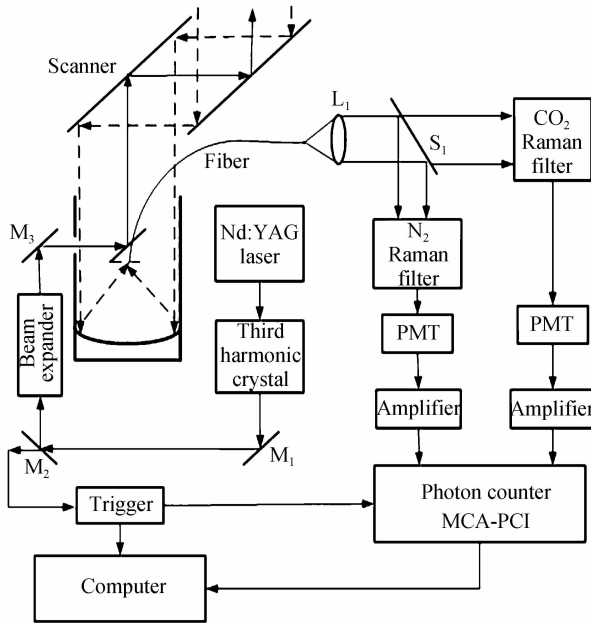 Scanner
L₁
S₁
CO₂
Raman
filter
Fiber
M₃
Nd:YAG
laser
N₂
Raman
filter
Beam
expander
Third
harmonic
crystal
PMT
PMT
Amplifier
Amplifier
M₂
M₁
Trigger
Photon counter
MCA-PCI
Computer